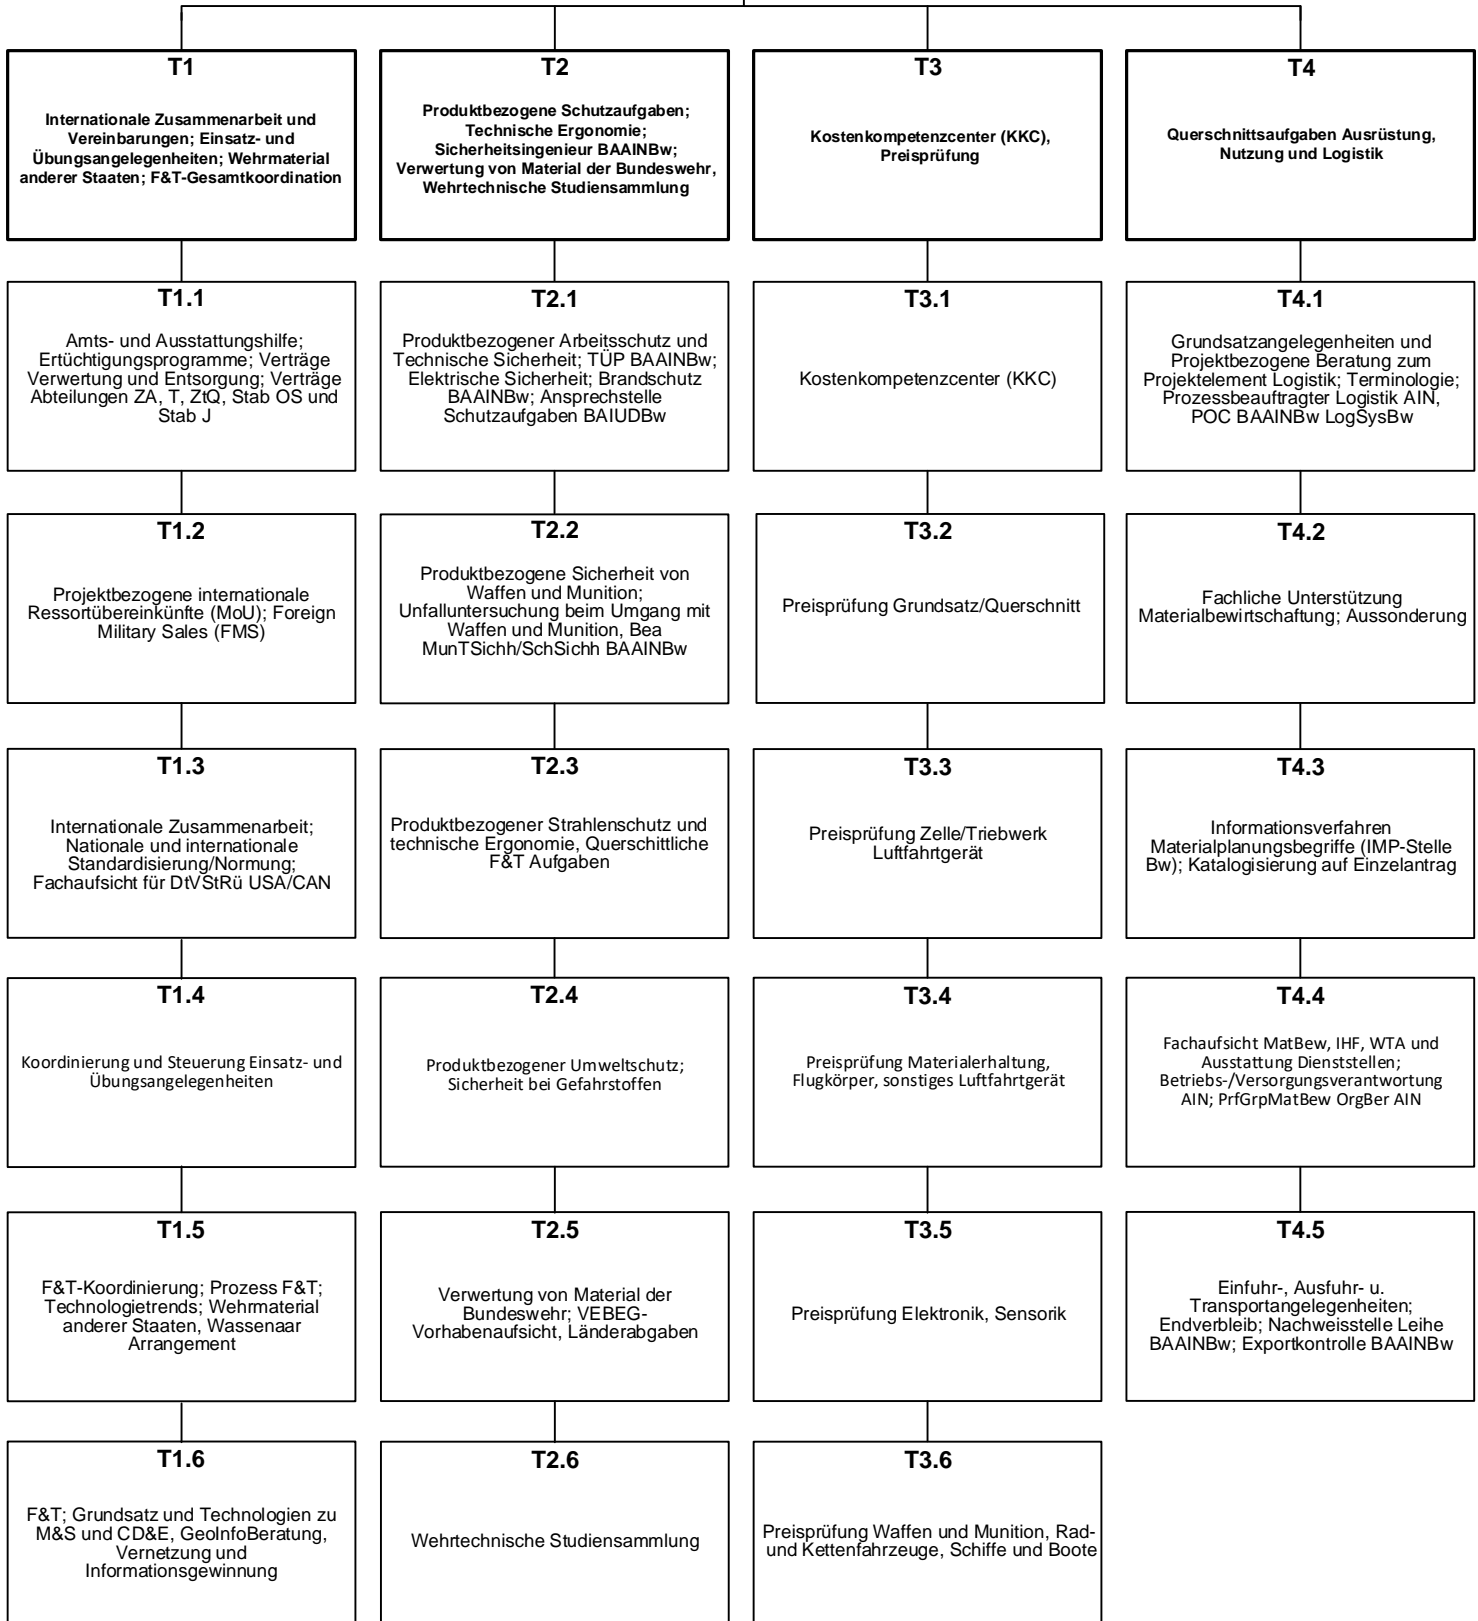 T1
Internationale Zusammenarbeit und
Vereinbarungen; Einsatz- und
Übungsangelegenheiten; Wehrmaterial
anderer Staaten; F&T-Gesamtkoordination
T2
Produktbezogene Schutzaufgaben;
Technische Ergonomie;
Sicherheitsingenieur BAAINBw;
Verwertung von Material der Bundeswehr,
Wehrtechnische Studiensammlung
T3
Kostenkompetenzcenter (KKC),
Preisprüfung
T4
Querschnittsaufgaben Ausrüstung,
Nutzung und Logistik
T1.1
Amts- und Ausstattungshilfe;
Ertüchtigungsprogramme; Verträge
Verwertung und Entsorgung; Verträge
Abteilungen ZA, T, ZtQ, Stab OS und
Stab J
T2.1
Produktbezogener Arbeitsschutz und
Technische Sicherheit; TÜP BAAINBw;
Elektrische Sicherheit; Brandschutz
BAAINBw; Ansprechstelle
Schutzaufgaben BAIUDBw
T3.1
Kostenkompetenzcenter (KKC)
T4.1
Grundsatzangelegenheiten und
Projektbezogene Beratung zum
Projektelement Logistik; Terminologie;
Prozessbeauftragter Logistik AIN,
POC BAAINBw LogSysBw
T1.2
Projektbezogene internationale
Ressortübereinkünfte (MoU); Foreign
Military Sales (FMS)
T2.2
Produktbezogene Sicherheit von
Waffen und Munition;
Unfalluntersuchung beim Umgang mit
Waffen und Munition, Bea
MunTSichh/SchSichh BAAINBw
T3.2
Preisprüfung Grundsatz/Querschnitt
T4.2
Fachliche Unterstützung
Materialbewirtschaftung; Aussonderung
T1.3
Internationale Zusammenarbeit;
Nationale und internationale
Standardisierung/Normung;
Fachaufsicht für DtVStRü USA/CAN
T2.3
Produktbezogener Strahlenschutz und
technische Ergonomie, Querschittliche
F&T Aufgaben
T3.3
Preisprüfung Zelle/Triebwerk
Luftfahrtgerät
T4.3
Informationsverfahren
Materialplanungsbegriffe (IMP-Stelle
Bw); Katalogisierung auf Einzelantrag
T1.4
Koordinierung und Steuerung Einsatz- und
Übungsangelegenheiten
T2.4
Produktbezogener Umweltschutz;
Sicherheit bei Gefahrstoffen
T3.4
Preisprüfung Materialerhaltung,
Flugkörper, sonstiges Luftfahrtgerät
T4.4
Fachaufsicht MatBew, IHF, WTA und
Ausstattung Dienststellen;
Betriebs-/Versorgungsverantwortung
AIN; PrfGrpMatBew OrgBer AIN
T1.5
F&T-Koordinierung; Prozess F&T;
Technologietrends; Wehrmaterial
anderer Staaten, Wassenaar
Arrangement
T2.5
Verwertung von Material der
Bundeswehr; VEBEG-
Vorhabenaufsicht, Länderabgaben
T3.5
Preisprüfung Elektronik, Sensorik
T4.5
Einfuhr-, Ausfuhr- u.
Transportangelegenheiten;
Endverbleib; Nachweisstelle Leihe
BAAINBw; Exportkontrolle BAAINBw
T1.6
F&T; Grundsatz und Technologien zu
M&S und CD&E, GeoInfoBeratung,
Vernetzung und
Informationsgewinnung
T2.6
Wehrtechnische Studiensammlung
T3.6
Preisprüfung Waffen und Munition, Rad-
und Kettenfahrzeuge, Schiffe und Boote